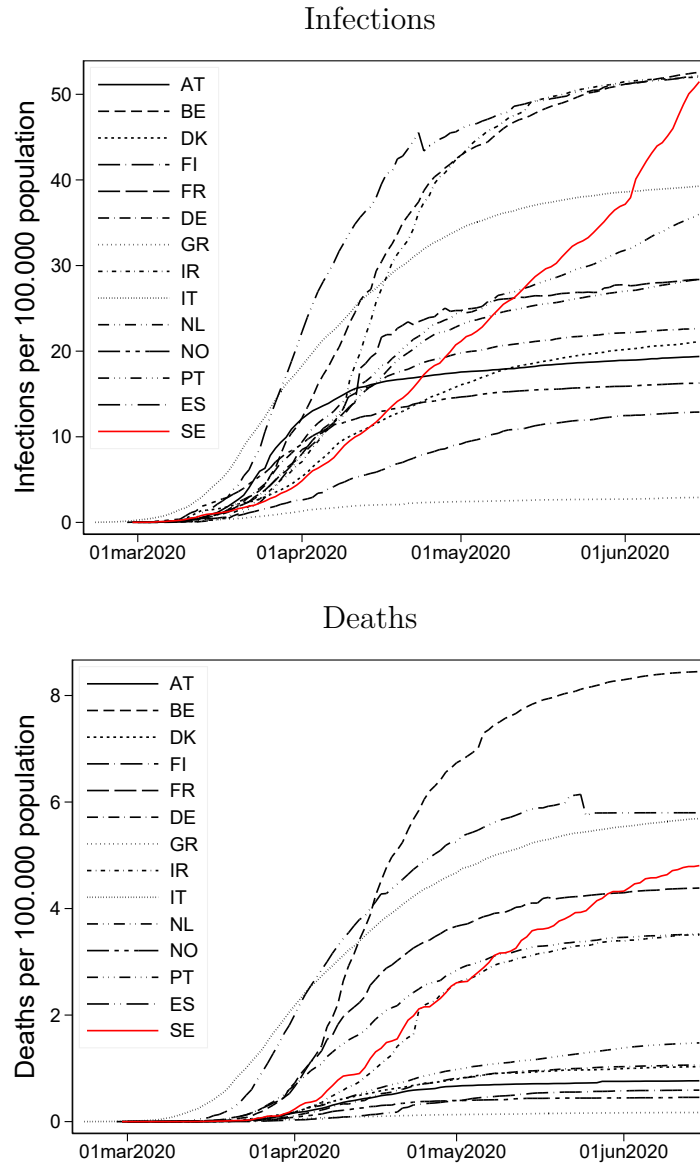 Infections
Infections per 100.000 population
50
40
30
20
10
0
AT
BE
DK
FI
FR
DE
GR
IR
IT
NL
NO
PT
ES
SE
01mar2020 01apr2020 01may2020 01jun2020
Deaths
Deaths per 100.000 population
8
6
4
2
0
AT
BE
DK
FI
FR
DE
GR
IR
IT
NL
NO
PT
ES
SE
01mar2020 01apr2020 01may2020 01jun2020